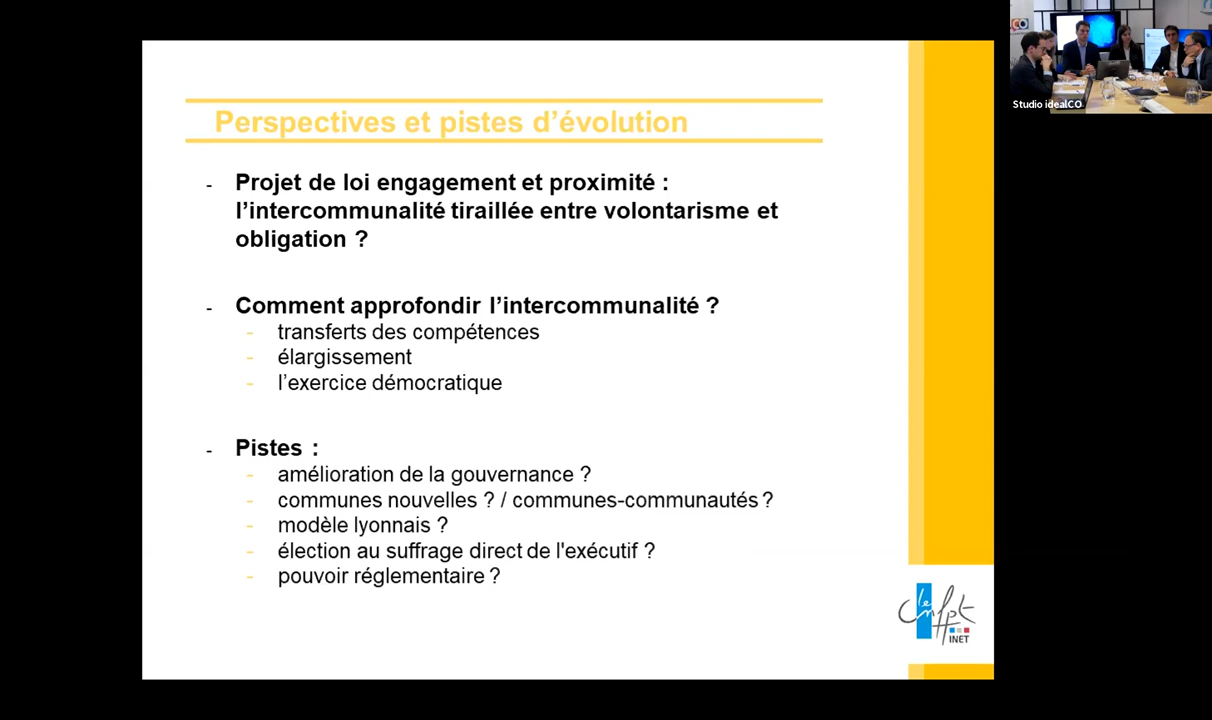 Studio idealCO
Perspectives et pistes d’évolution
- Projet de loi engagement et proximité :
l’intercommunalité tiraillée entre volontarisme et
obligation ?
- Comment approfondir l’intercommunalité ?
- transferts des compétences
- élargissement
- l’exercice démocratique
- Pistes :
- amélioration de la gouvernance ?
- communes nouvelles ? / communes-communautés ?
- modèle lyonnais ?
- élection au suffrage direct de l'exécutif ?
- pouvoir réglementaire ?
le cnfpt
INET